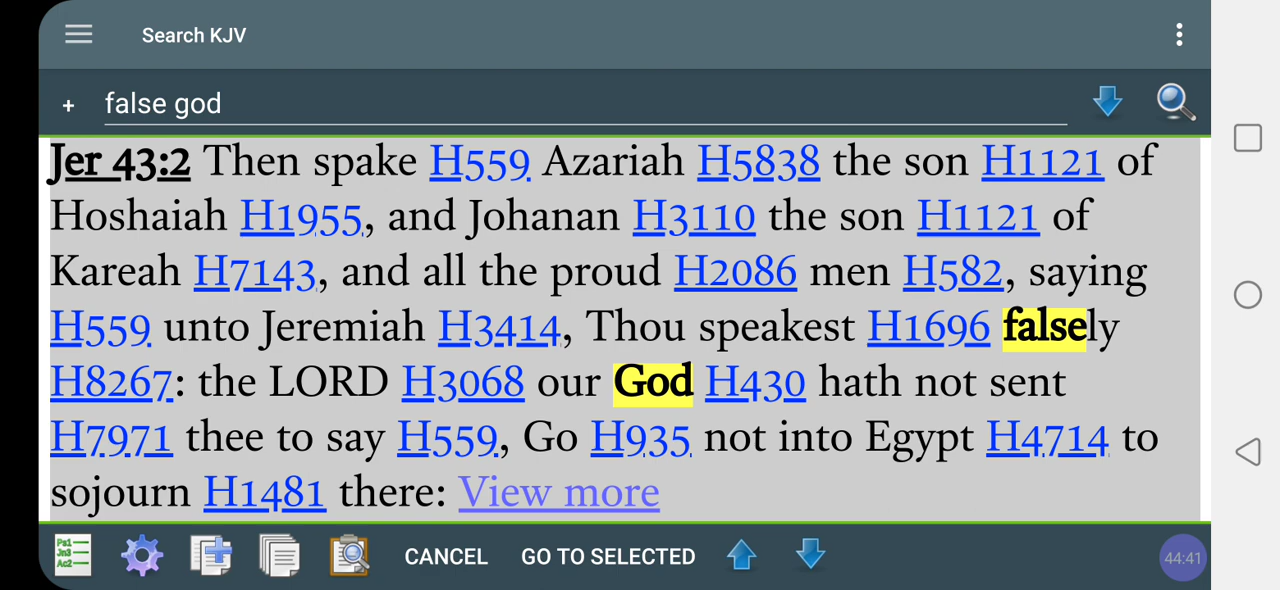 Search KJV
+ false god
Jer 43:2 Then spake H559 Azariah H5838 the son H1121 of
Hoshaiah H1955, and Johanan H3110 the son H1121 of
Kareah H7143, and all the proud H2086 men H582, saying
H559 unto Jeremiah H3414, Thou speakest H1696 falsely
H8267: the LORD H3068 our God H430 hath not sent
H7971 thee to say H559, Go H935 not into Egypt H4714 to
sojourn H1481 there: View more
Ps1
Jn3
Ac2
CANCEL GO TO SELECTED 44:41